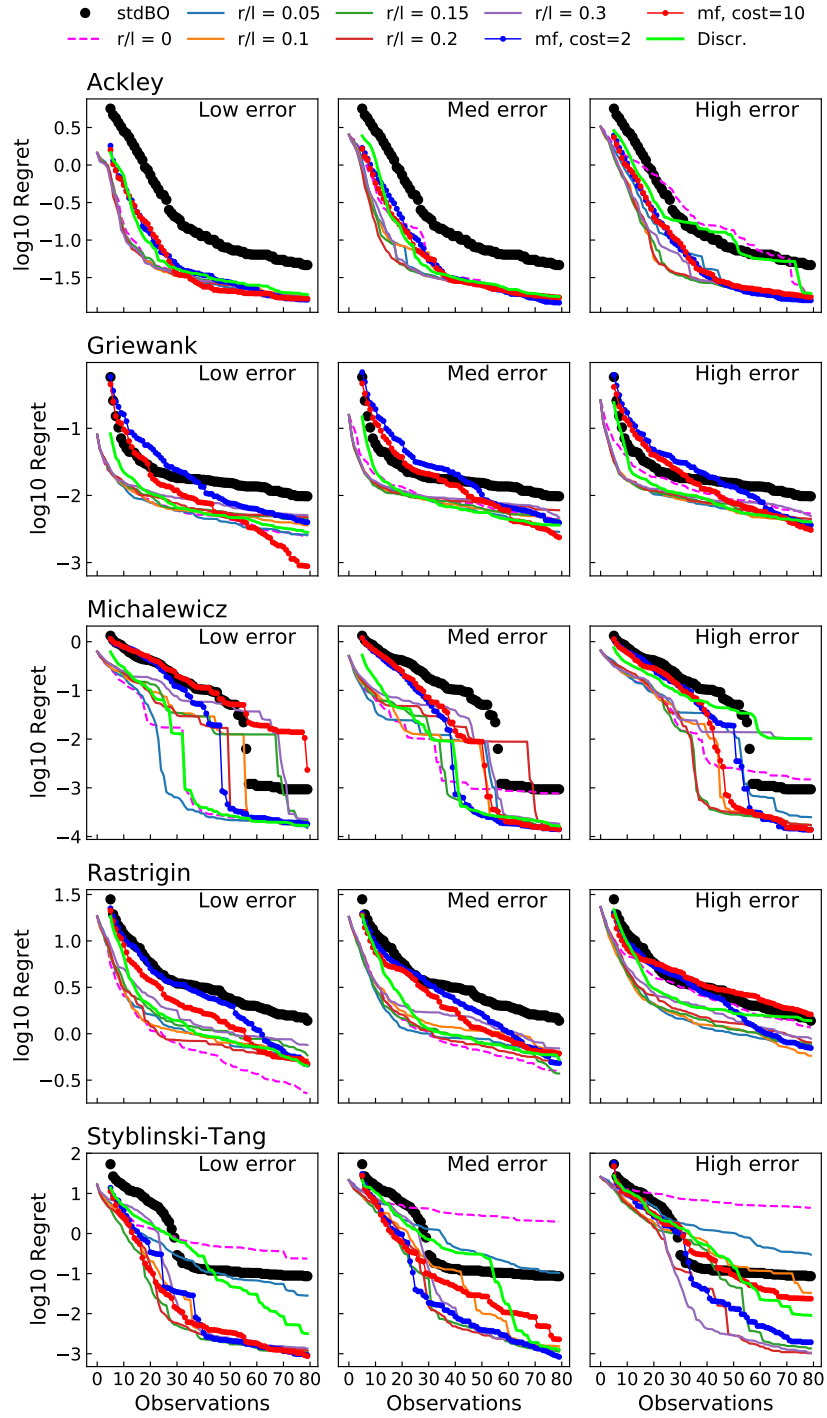 stdBO r/l = 0.05 r/l = 0.15 r/l = 0.3 mf, cost=10
r/l = 0 r/l = 0.1 r/l = 0.2 mf, cost=2 Discr.
Ackley
Low error Med error High error
0.5
0.0
−0.5
−1.0
−1.5
log10 Regret
Griewank
Low error Med error High error
−1
−2
−3
log10 Regret
Michalewicz
Low error Med error High error
0
−1
−2
−3
−4
log10 Regret
Rastrigin
Low error Med error High error
1.5
1.0
0.5
0.0
−0.5
log10 Regret
Styblinski-Tang
Low error Med error High error
2
1
0
−1
−2
−3
log10 Regret
0 10 20 30 40 50 60 70 80 0 10 20 30 40 50 60 70 80 0 10 20 30 40 50 60 70 80
Observations Observations Observations